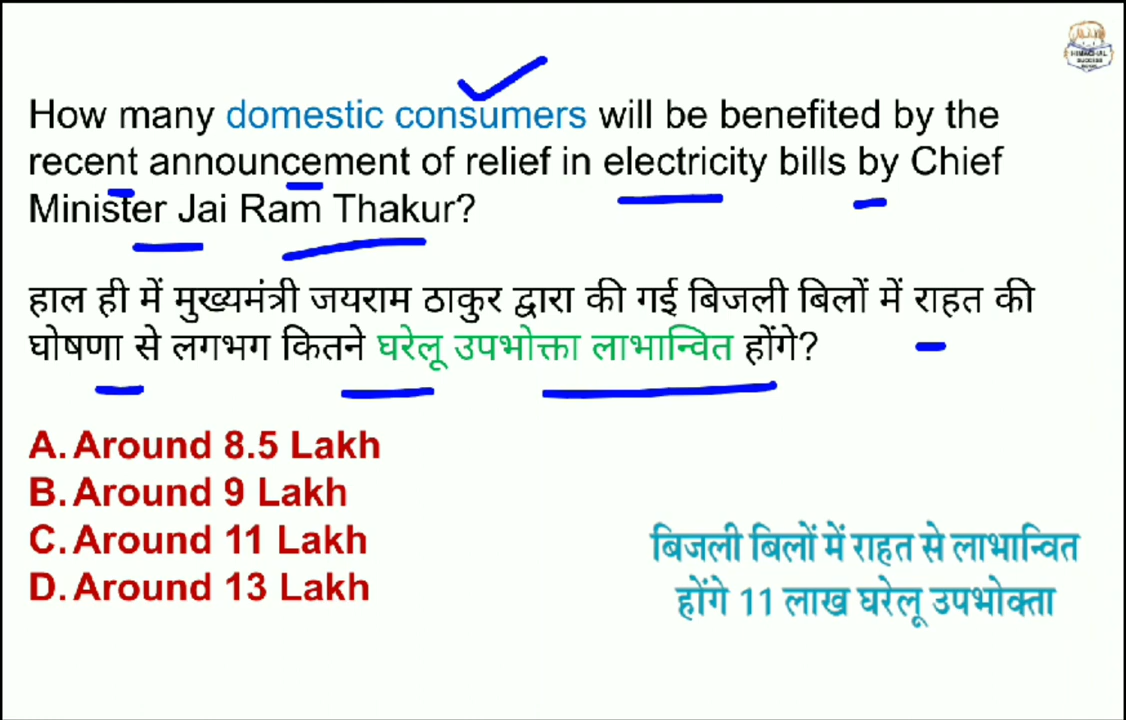 HIMACHAL
SUCCESS
How many domestic consumers will be benefited by the
recent announcement of relief in electricity bills by Chief
Minister Jai Ram Thakur?
हाल ही में मुख्यमंत्री जयराम ठाकुर द्वारा की गई बिजली बिलों में राहत की
घोषणा से लगभग कितने घरेलू उपभोक्ता लाभान्वित होंगे?
A. Around 8.5 Lakh
B. Around 9 Lakh
C. Around 11 Lakh
D. Around 13 Lakh
बिजली बिलों में राहत से लाभान्वित
होंगे 11 लाख घरेलू उपभोक्ता